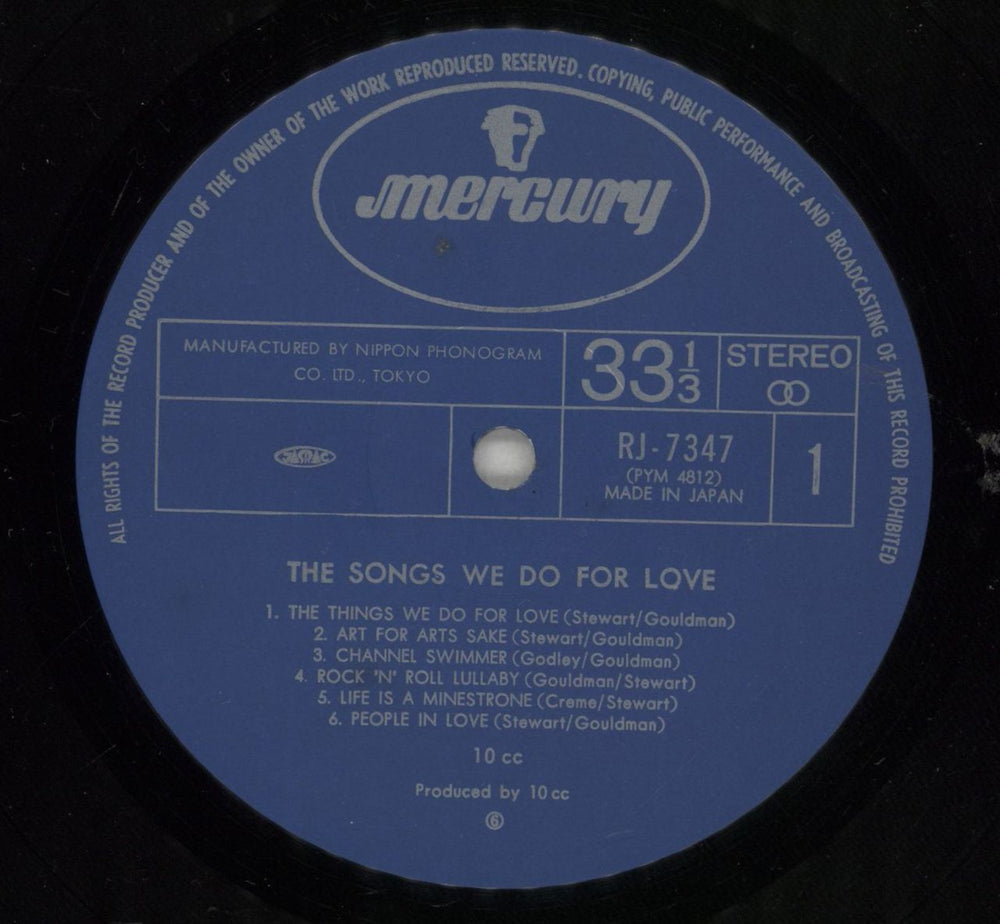 ALL RIGHTS OF THE RECORD PRODUCER AND OF THE OWNER OF THE WORK REPRODUCED RESERVED. COPYING, PUBLIC PERFORMANCE AND BROADCASTING OF THIS RECORD PROHIBITED
mercury
MANUFACTURED BY NIPPON PHONOGRAM
CO. LTD., TOKYO
33 1/3
STEREO
JASRAC
RJ-7347
(PYM 4812)
MADE IN JAPAN
1
THE SONGS WE DO FOR LOVE
1. THE THINGS WE DO FOR LOVE (Stewart/Gouldman)
2. ART FOR ARTS SAKE (Stewart/Gouldman)
3. CHANNEL SWIMMER (Godley/Gouldman)
4. ROCK 'N' ROLL LULLABY (Gouldman/Stewart)
5. LIFE IS A MINESTRONE (Creme/Stewart)
6. PEOPLE IN LOVE (Stewart/Gouldman)
10 cc
Produced by 10 cc
⑥